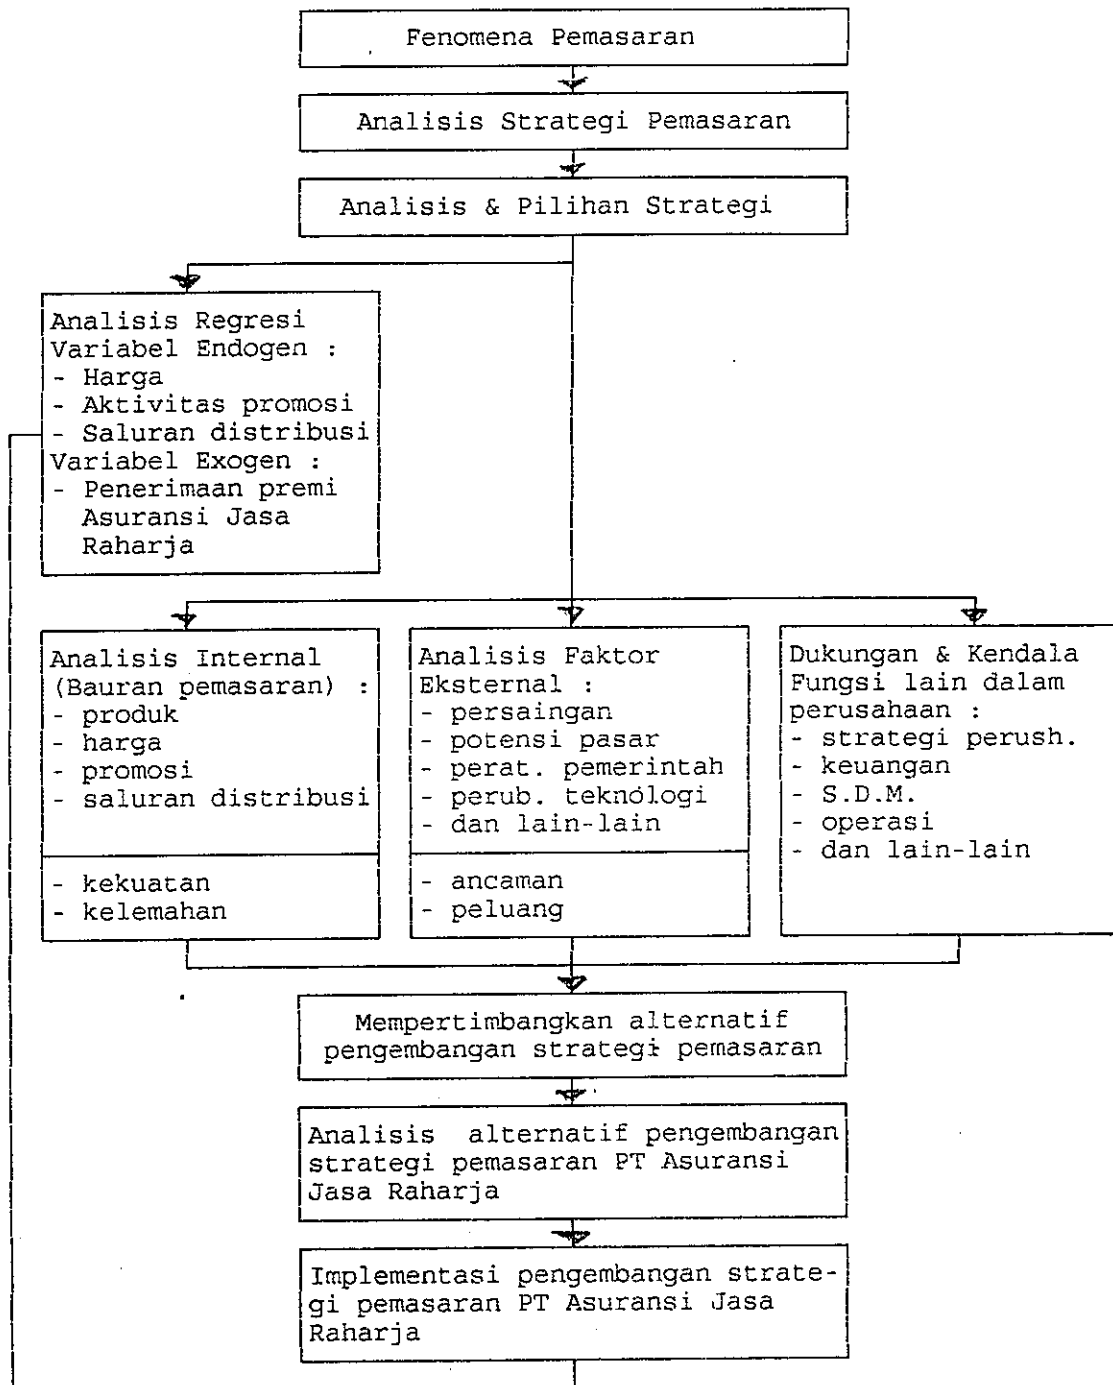 Fenomena Pemasaran
Analisis Strategi Pemasaran
Analisis & Pilihan Strategi
Analisis Regresi
Variabel Endogen :
- Harga
- Aktivitas promosi
- Saluran distribusi
Variabel Exogen :
- Penerimaan premi
Asuransi Jasa
Raharja
Analisis Internal
(Bauran pemasaran) :
- produk
- harga
- promosi
- saluran distribusi
- kekuatan
- kelemahan
Analisis Faktor
Eksternal :
- persaingan
- potensi pasar
- perat. pemerintah
- perub. teknologi
- dan lain-lain
- ancaman
- peluang
Dukungan & Kendala
Fungsi lain dalam
perusahaan :
- strategi perush.
- keuangan
- S.D.M.
- operasi
- dan lain-lain
Mempertimbangkan alternatif
pengembangan strategi pemasaran
Analisis alternatif pengembangan
strategi pemasaran PT Asuransi
Jasa Raharja
Implementasi pengembangan strate-
gi pemasaran PT Asuransi Jasa
Raharja